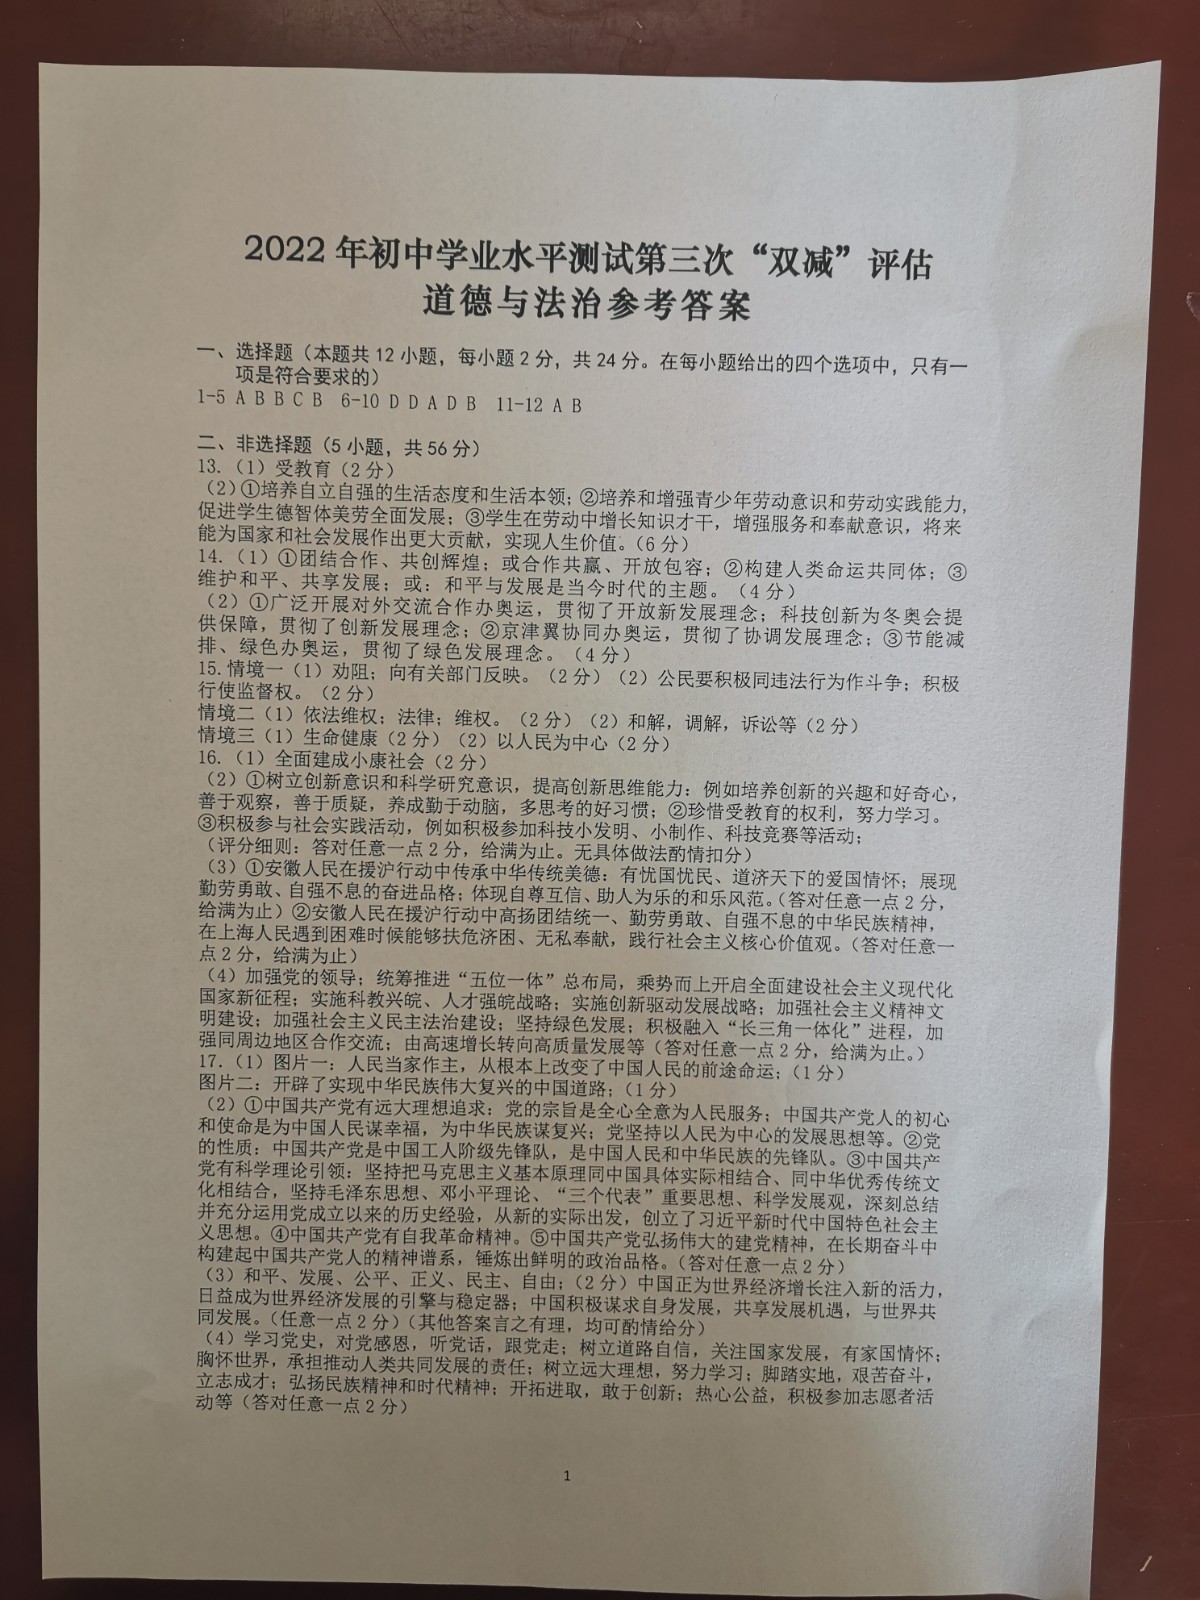 2022 年初中学业水平测试第三次“双减”评估
道德与法治参考答案
一、选择题（本题共 12 小题，每小题 2 分，共 24 分。在每小题给出的四个选项中，只有一
项是符合要求的）
1-5 A B B C B 6-10 D D A D B 11-12 A B
二、非选择题（5 小题，共 56 分）
13.（1）受教育（2 分）
（2）①培养自立自强的生活态度和生活本领；②培养和增强青少年劳动意识和劳动实践能力，
促进学生德智体美劳全面发展；③学生在劳动中增长知识才干，增强服务和奉献意识，将来
能为国家和社会发展作出更大贡献，实现人生价值。（6 分）
14.（1）①团结合作、共创辉煌；或合作共赢、开放包容；②构建人类命运共同体；③
维护和平、共享发展；或：和平与发展是当今时代的主题。（4 分）
（2）①广泛开展对外交流合作办奥运，贯彻了开放新发展理念；科技创新为冬奥会提
供保障，贯彻了创新发展理念；②京津翼协同办奥运，贯彻了协调发展理念；③节能减
排、绿色办奥运，贯彻了绿色发展理念。（4 分）
15.情境一（1）劝阻；向有关部门反映。（2 分）（2）公民要积极同违法行为作斗争；积极
行使监督权。（2 分）
情境二（1）依法维权；法律；维权。（2 分）（2）和解，调解，诉讼等（2 分）
情境三（1）生命健康（2 分）（2）以人民为中心（2 分）
16.（1）全面建成小康社会（2 分）
（2）①树立创新意识和科学研究意识，提高创新思维能力：例如培养创新的兴趣和好奇心，
善于观察，善于质疑，养成勤于动脑，多思考的好习惯；②珍惜受教育的权利，努力学习。
③积极参与社会实践活动，例如积极参加科技小发明、小制作、科技竞赛等活动；
（评分细则：答对任意一点 2 分，给满为止。无具体做法酌情扣分）
（3）①安徽人民在援沪行动中传承中华传统美德：有忧国忧民、道济天下的爱国情怀；展现
勤劳勇敢、自强不息的奋进品格；体现自尊互信、助人为乐的和乐风范。（答对任意一点 2 分，
给满为止）②安徽人民在援沪行动中高扬团结统一、勤劳勇敢、自强不息的中华民族精神，
在上海人民遇到困难时候能够扶危济困、无私奉献，践行社会主义核心价值观。（答对任意一
点 2 分，给满为止）
（4）加强党的领导；统筹推进“五位一体”总布局，乘势而上开启全面建设社会主义现代化
国家新征程；实施科教兴皖、人才强皖战略；实施创新驱动发展战略；加强社会主义精神文
明建设；加强社会主义民主法治建设；坚持绿色发展；积极融入“长三角一体化”进程，加
强同周边地区合作交流；由高速增长转向高质量发展等（答对任意一点 2 分，给满为止。）
17.（1）图片一：人民当家作主，从根本上改变了中国人民的前途命运；（1 分）
图片二：开辟了实现中华民族伟大复兴的中国道路；（1 分）
（2）①中国共产党有远大理想追求：党的宗旨是全心全意为人民服务；中国共产党人的初心
和使命是为中国人民谋幸福，为中华民族谋复兴；党坚持以人民为中心的发展思想等。②党
的性质：中国共产党是中国工人阶级先锋队，是中国人民和中华民族的先锋队。③中国共产
党有科学理论引领：坚持把马克思主义基本原理同中国具体实际相结合、同中华优秀传统文
化相结合，坚持毛泽东思想、邓小平理论、“三个代表”重要思想、科学发展观，深刻总结
并充分运用党成立以来的历史经验，从新的实际出发，创立了习近平新时代中国特色社会主
义思想。④中国共产党有自我革命精神。⑤中国共产党弘扬伟大的建党精神，在长期奋斗中
构建起中国共产党人的精神谱系，锤炼出鲜明的政治品格。（答对任意一点 2 分）
（3）和平、发展、公平、正义、民主、自由；（2 分）中国正为世界经济增长注入新的活力，
日益成为世界经济发展的引擎与稳定器；中国积极谋求自身发展，共享发展机遇，与世界共
同发展。（任意一点 2 分）（其他答案言之有理，均可酌情给分）
（4）学习党史，对党感恩，听党话，跟党走；树立道路自信，关注国家发展，有家国情怀；
胸怀世界，承担推动人类共同发展的责任；树立远大理想，努力学习；脚踏实地，艰苦奋斗，
立志成才；弘扬民族精神和时代精神；开拓进取，敢于创新；热心公益，积极参加志愿者活
动等（答对任意一点 2 分）
1